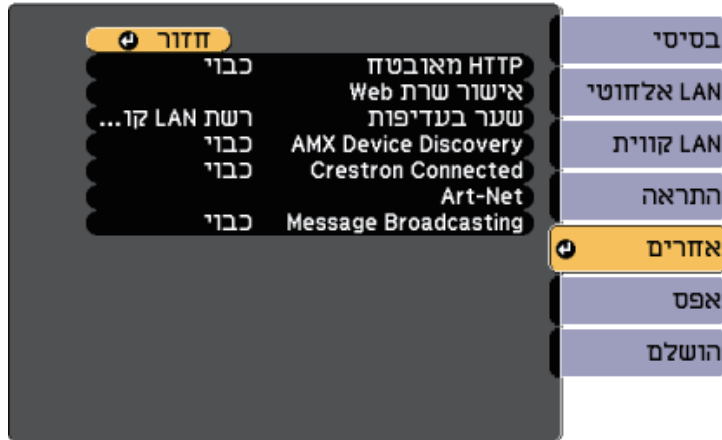 בסיסי
LAN אלחוטי
LAN קווית
התראה
אחרים
אפס
הושלם
חזור
HTTP מאובטח כבוי
אישור שרת Web
שער בעדיפות רשת LAN קו...
AMX Device Discovery כבוי
Crestron Connected כבוי
Art-Net
Message Broadcasting כבוי